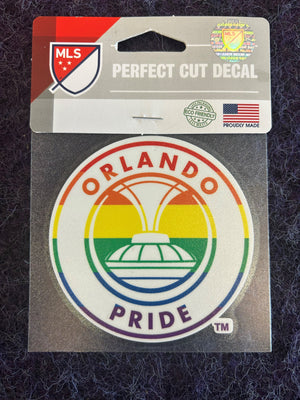 MLS
PERFECT CUT DECAL
ECO FRIENDLY
PROUDLY MADE
ORLANDO
PRIDE
TM